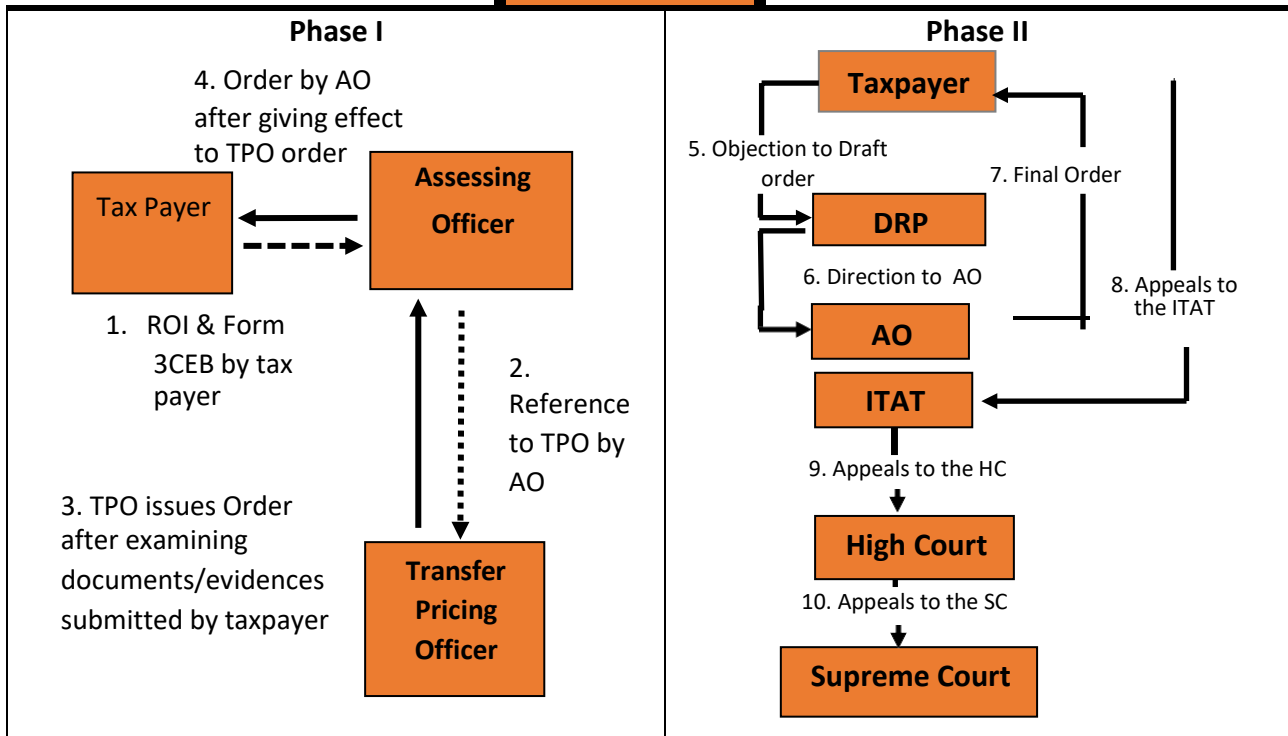 Phase I
4. Order by AO
after giving effect
to TPO order
Tax Payer
Assessing
Officer
1. ROI & Form
3CEB by tax
payer
2.
Reference
to TPO by
AO
3. TPO issues Order
after examining
documents/evidences
submitted by taxpayer
Transfer
Pricing
Officer
Phase II
Taxpayer
5. Objection to Draft
order
7. Final Order
DRP
6. Direction to AO
8. Appeals to
the ITAT
AO
ITAT
9. Appeals to the HC
High Court
10. Appeals to the SC
Supreme Court